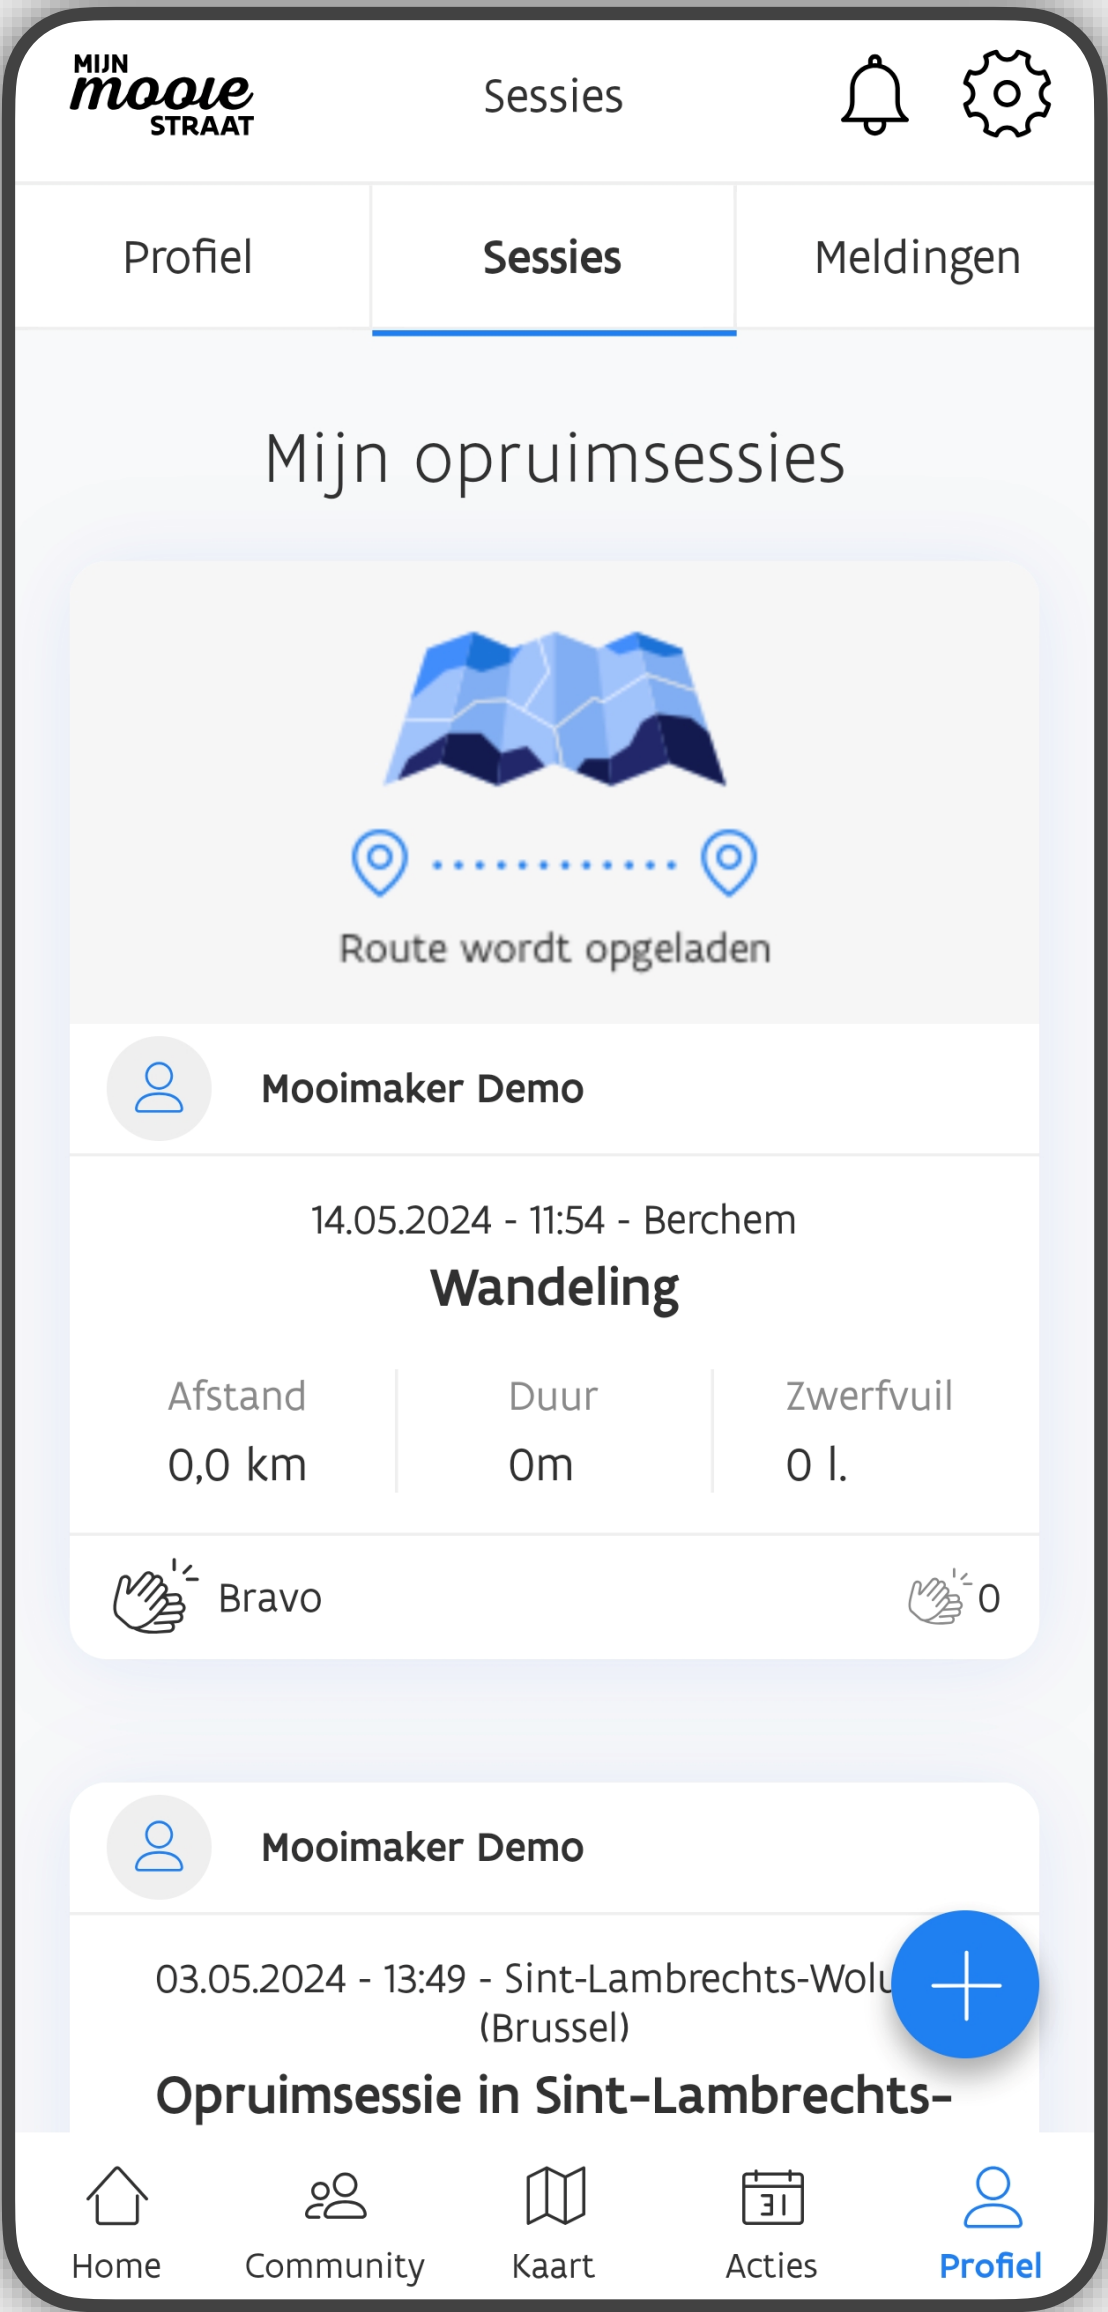 MIJN
mooie
STRAAT
Sessies
Profiel
Sessies
Meldingen
Mijn opruimsessies
Route wordt opgeladen
Mooimaker Demo
14.05.2024 - 11:54 - Berchem
Wandeling
Afstand
Duur
Zwerfvuil
0,0 km
0m
0 l.
Bravo
0
Mooimaker Demo
03.05.2024 - 13:49 - Sint-Lambrechts-
(Brussel)
Opruimsessie in Sint-Lambrechts-
31
Home
Community
Kaart
Acties
Profiel